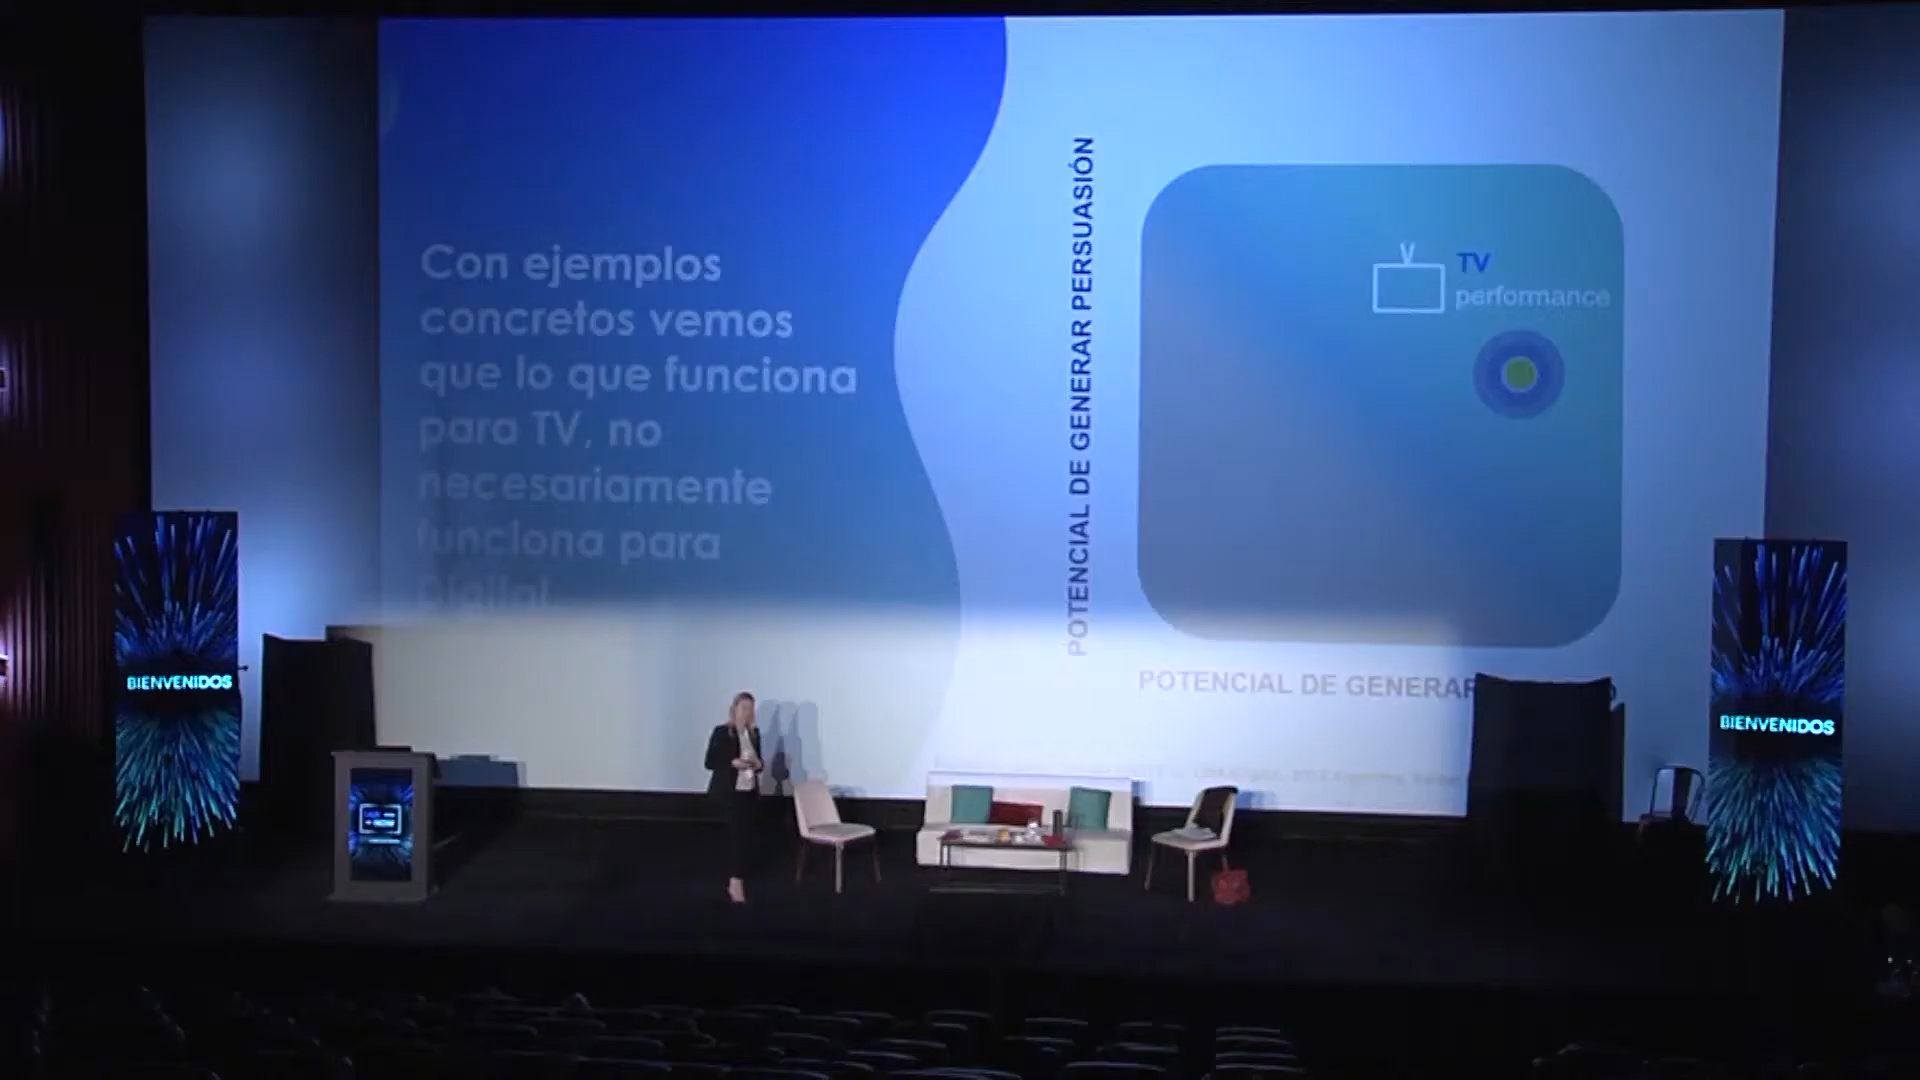 Con ejemplos
concretos vemos
que lo que funciona
para TV, no
necesariamente
funciona para
Digital.
POTENCIAL DE GENERAR PERSUASIÓN
TV
performance
POTENCIAL DE GENERAR
BIENVENIDOS
BIENVENIDOS